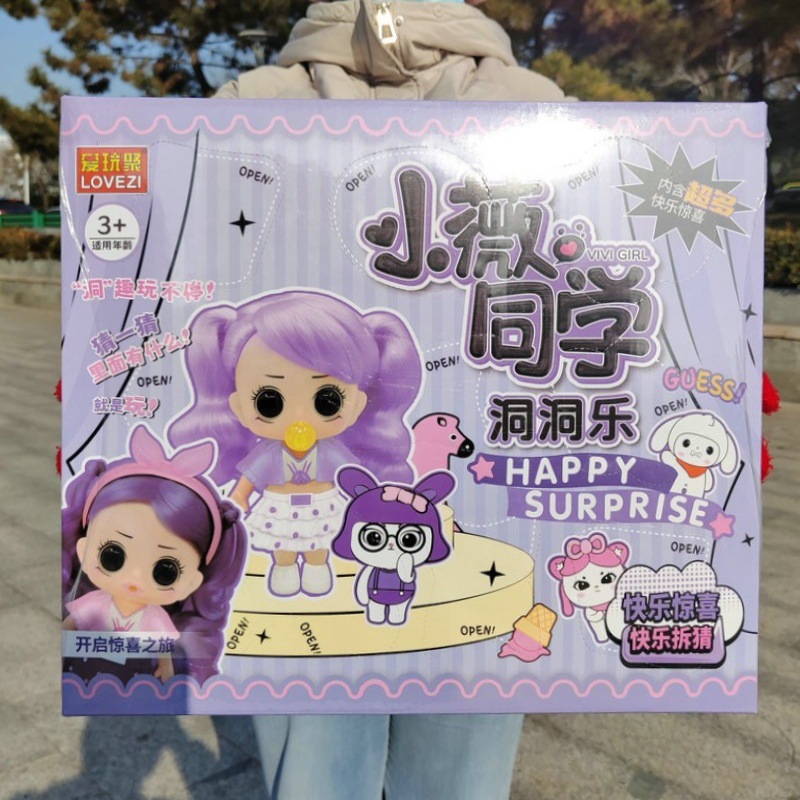 爱玩聚
LOVEZI
3+
适用年龄
OPEN!
OPEN!
OPEN!
内含超多
快乐惊喜
小薇
VIVI GIRL
同学
洞洞乐
HAPPY
SURPRISE
"洞"趣玩不停!
猜一猜
里面有什么!
OPEN!
就是玩!
OPEN!
GUESS!
OPEN!
OPEN!
快乐惊喜
快乐拆猜
开启惊喜之旅
OPEN!
OPEN!
OPEN!